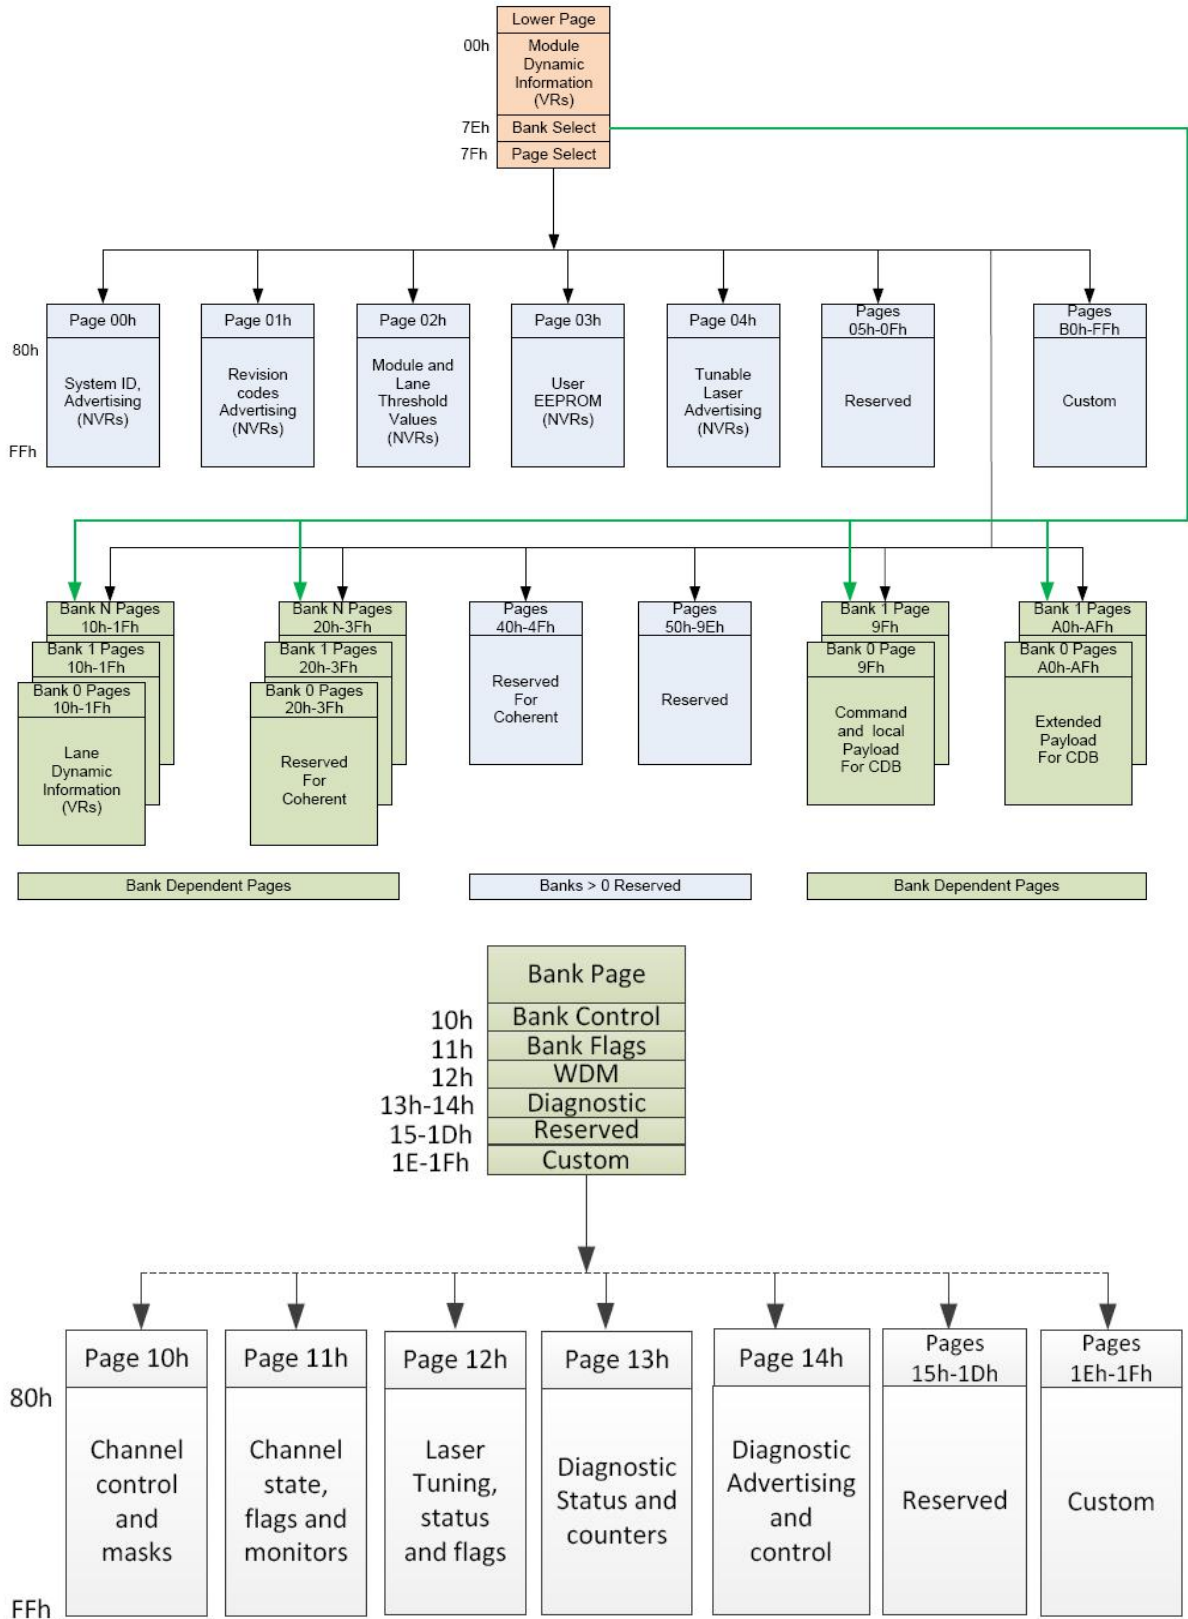 Lower Page
00h
Module
Dynamic
Information
(VRs)
7Eh
Bank Select
7Fh
Page Select
Page 00h
Page 01h
Page 02h
Page 03h
Page 04h
Pages
05h-0Fh
Pages
B0h-FFh
80h
System ID,
Advertising
(NVRs)
Revision
codes
Advertising
(NVRs)
Module and
Lane
Threshold
Values
(NVRs)
User
EEPROM
(NVRs)
Tunable
Laser
Advertising
(NVRs)
Reserved
Custom
FFh
Bank N Pages
10h-1Fh
Bank 1 Pages
10h-1Fh
Bank 0 Pages
10h-1Fh
Lane
Dynamic
Information
(VRs)
Bank N Pages
20h-3Fh
Bank 1 Pages
20h-3Fh
Bank 0 Pages
20h-3Fh
Reserved
For
Coherent
Pages
40h-4Fh
Reserved
For
Coherent
Pages
50h-9Eh
Reserved
Bank 1 Page
9Fh
Bank 0 Page
9Fh
Command
and local
Payload
For CDB
Bank 1 Pages
A0h-AFh
Bank 0 Pages
A0h-AFh
Extended
Payload
For CDB
Bank Dependent Pages
Banks > 0 Reserved
Bank Dependent Pages
Bank Page
10h
Bank Control
11h
Bank Flags
12h
WDM
13h-14h
Diagnostic
15-1Dh
Reserved
1E-1Fh
Custom
Page 10h
Page 11h
Page 12h
Page 13h
Page 14h
Pages
15h-1Dh
Pages
1Eh-1Fh
80h
Channel
control
and
masks
Channel
state,
flags and
monitors
Laser
Tuning,
status
and flags
Diagnostic
Status and
counters
Diagnostic
Advertising
and
control
Reserved
Custom
FFh